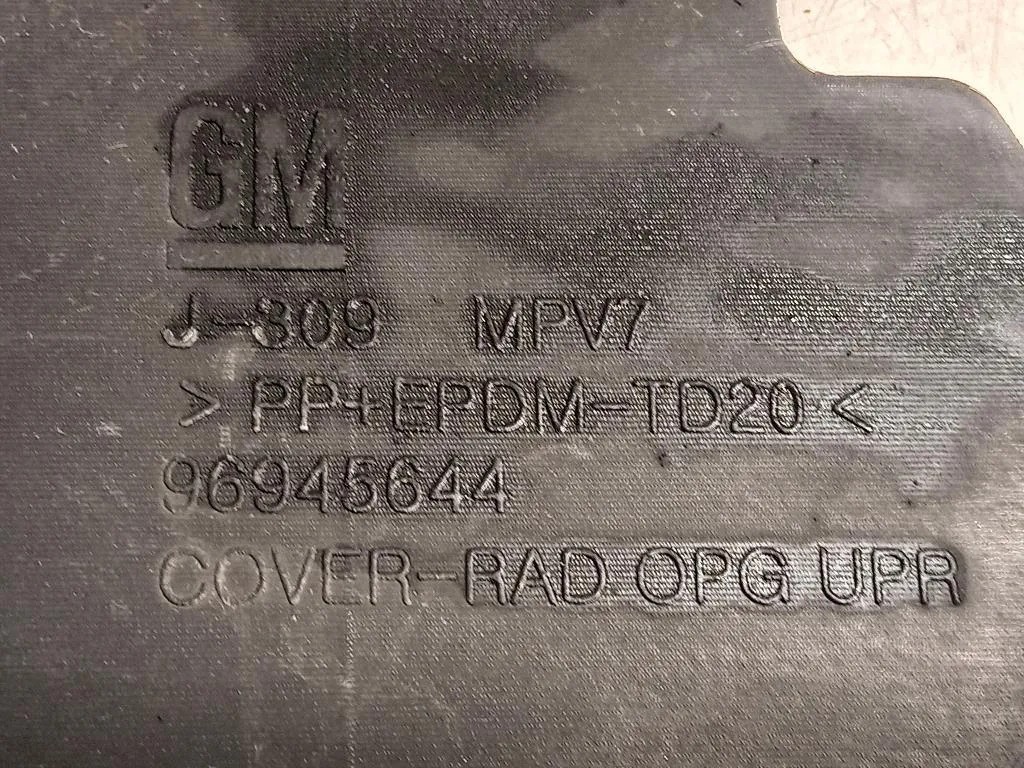 GM
J-309 MPV7
>PP+EPDM-TD20<
96945644
COVER-RAD OPG UPR